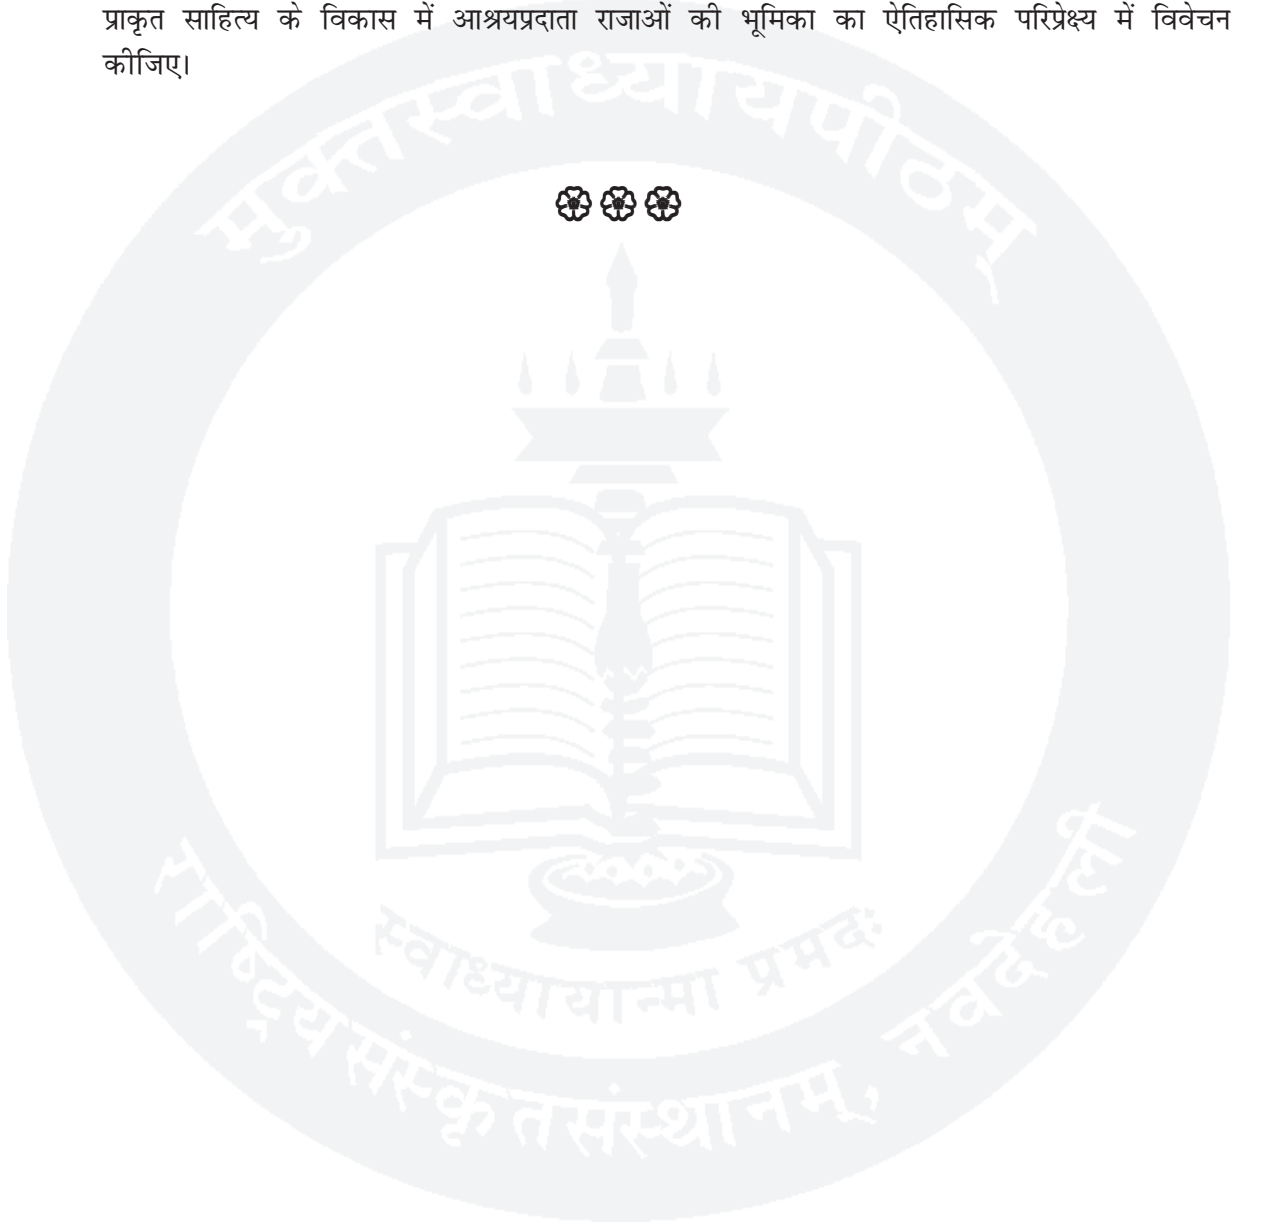 प्राकृत साहित्य के विकास में आश्रयप्रदाता राजाओं की भूमिका का ऐतिहासिक परिप्रेक्ष्य में विवेचन
कीजिए।
मुक्तस्वाध्यायपीठम्
स्वाध्यायान्मा प्रमदः
राष्ट्रियसंस्कृतसंस्थानम्, नवदेहली